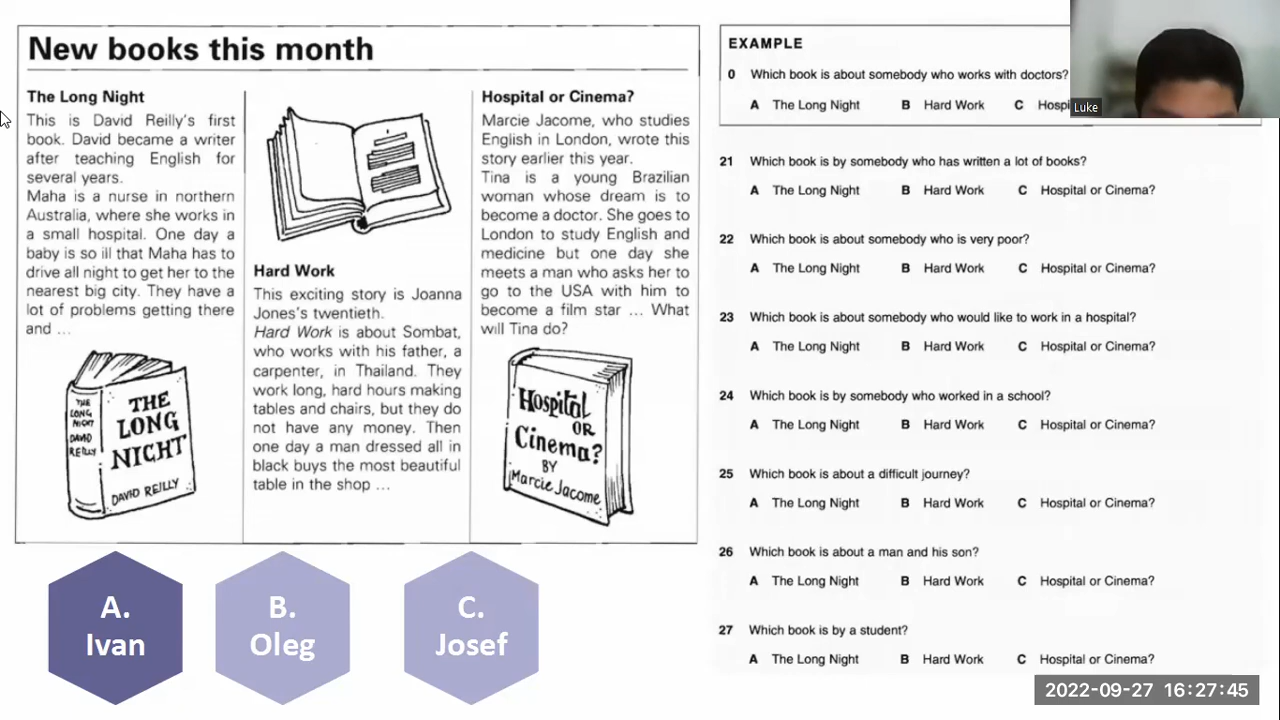 New books this month
The Long Night
This is David Reilly's first
book. David became a writer
after teaching English for
several years.
Maha is a nurse in northern
Australia, where she works in
a small hospital. One day a
baby is so ill that Maha has to
drive all night to get her to the
nearest big city. They have a
lot of problems getting there
and ...
THE
LONG
NIGHT
DAVID
REILLY
THE
LONG
NIGHT
DAVID REILLY
Hard Work
This exciting story is Joanna
Jones's twentieth.
Hard Work is about Sombat,
who works with his father, a
carpenter, in Thailand. They
work long, hard hours making
tables and chairs, but they do
not have any money. Then
one day a man dressed all in
black buys the most beautiful
table in the shop ...
Hospital or Cinema?
Marcie Jacome, who studies
English in London, wrote this
story earlier this year.
Tina is a young Brazilian
woman whose dream is to
become a doctor. She goes to
London to study English and
medicine but one day she
meets a man who asks her to
go to the USA with him to
become a film star ... What
will Tina do?
Hospital
OR
Cinema?
BY
Marcie Jacome
A.
Ivan
B.
Oleg
C.
Josef
EXAMPLE
0 Which book is about somebody who works with doctors?
A The Long Night B Hard Work C Hospi
Luke
21 Which book is by somebody who has written a lot of books?
A The Long Night B Hard Work C Hospital or Cinema?
22 Which book is about somebody who is very poor?
A The Long Night B Hard Work C Hospital or Cinema?
23 Which book is about somebody who would like to work in a hospital?
A The Long Night B Hard Work C Hospital or Cinema?
24 Which book is by somebody who worked in a school?
A The Long Night B Hard Work C Hospital or Cinema?
25 Which book is about a difficult journey?
A The Long Night B Hard Work C Hospital or Cinema?
26 Which book is about a man and his son?
A The Long Night B Hard Work C Hospital or Cinema?
27 Which book is by a student?
A The Long Night B Hard Work C Hospital or Cinema?
2022-09-27 16:27:45